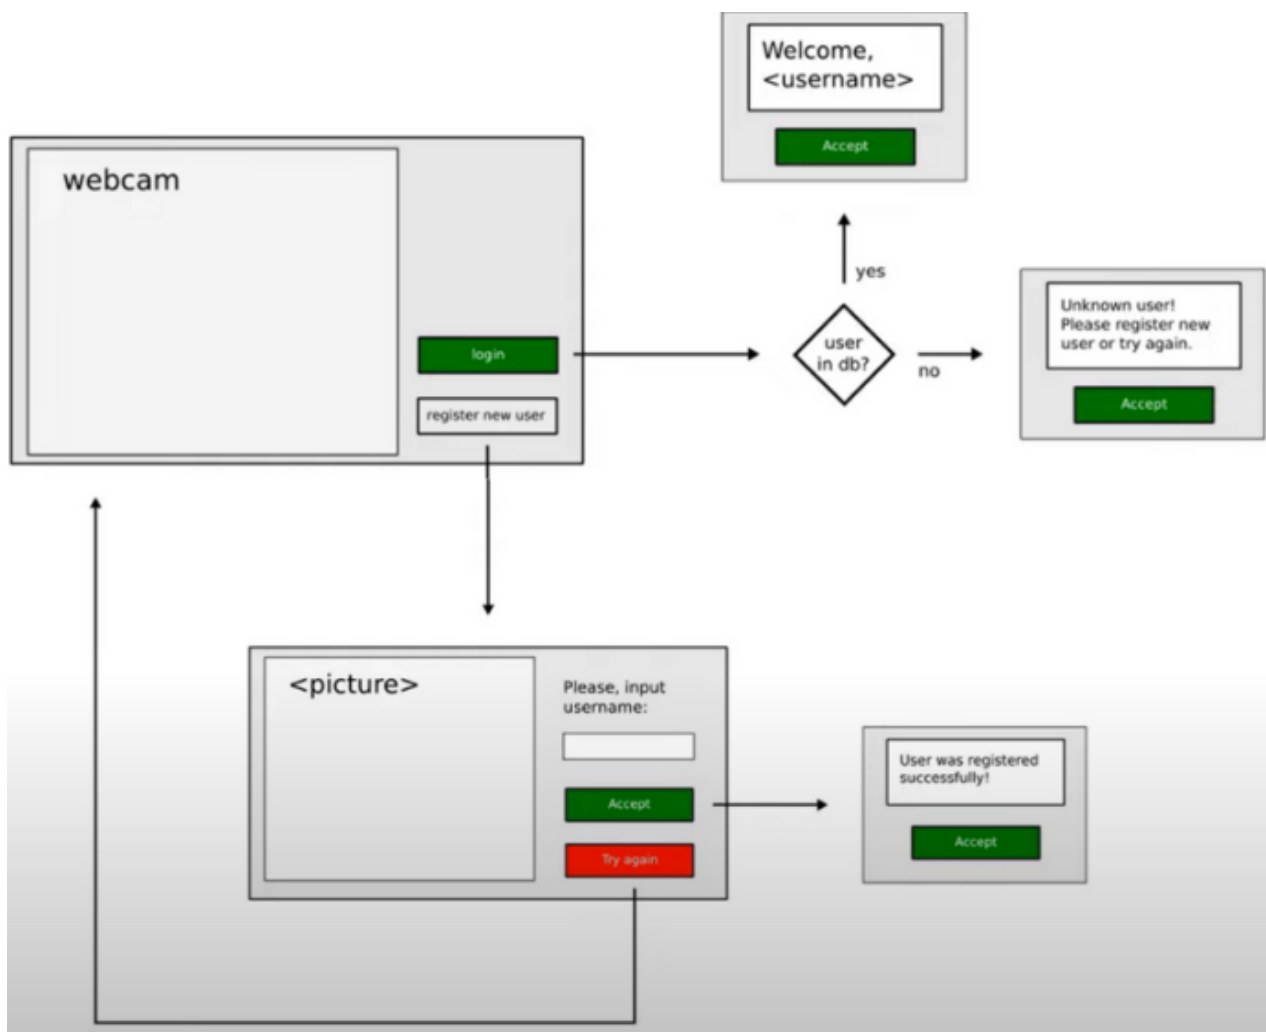 Welcome,
<username>
Accept
webcam
login
register new user
yes
user
in db?
no
Unknown user!
Please register new
user or try again.
Accept
<picture>
Please, input
username:
Accept
Try again
User was registered
successfully!
Accept